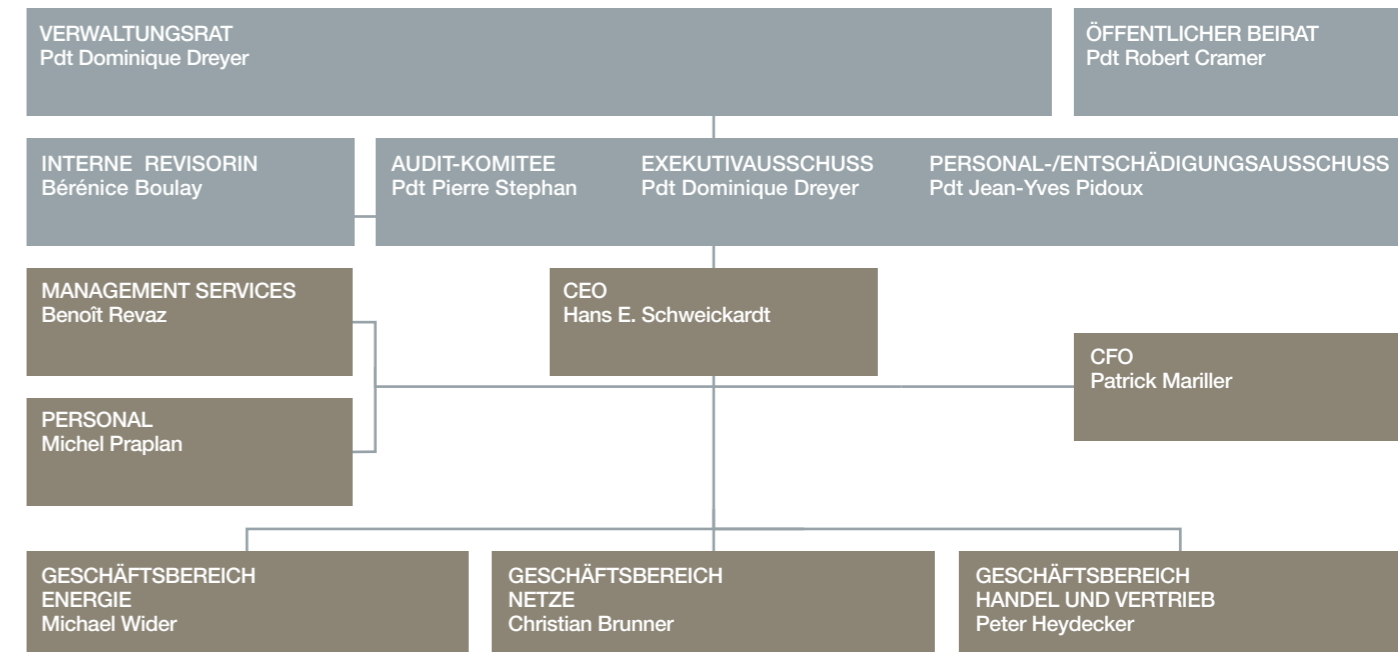 VERWALTUNGSRAT
Pdt Dominique Dreyer
ÖFFENTLICHER BEIRAT
Pdt Robert Cramer
INTERNE REVISORIN
Bérénice Boulay
AUDIT-KOMITEE
Pdt Pierre Stephan
EXEKUTIVAUSSCHUSS
Pdt Dominique Dreyer
PERSONAL-/ENTSCHÄDIGUNGSAUSSCHUSS
Pdt Jean-Yves Pidoux
MANAGEMENT SERVICES
Benoît Revaz
CEO
Hans E. Schweickardt
CFO
Patrick Mariller
PERSONAL
Michel Praplan
GESCHÄFTSBEREICH
ENERGIE
Michael Wider
GESCHÄFTSBEREICH
NETZE
Christian Brunner
GESCHÄFTSBEREICH
HANDEL UND VERTRIEB
Peter Heydecker